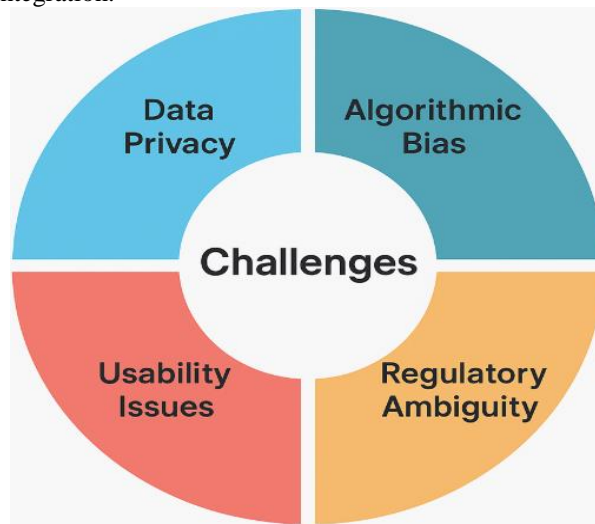 Data
Privacy
Algorithmic
Bias
Challenges
Usability
Issues
Regulatory
Ambiguity